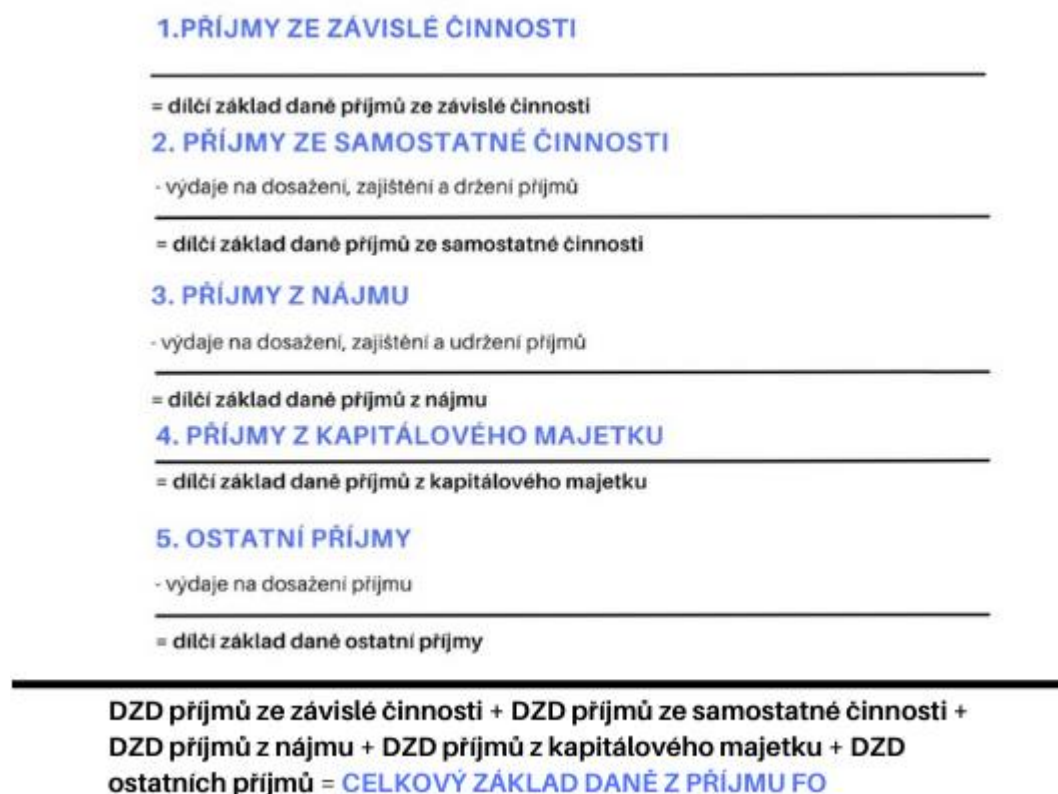 1.PŘÍJMY ZE ZÁVISLÉ ČINNOSTI
= dílčí základ daně příjmů ze závislé činnosti
2. PŘÍJMY ZE SAMOSTATNÉ ČINNOSTI
- výdaje na dosažení, zajištění a držení příjmů
= dílčí základ daně příjmů ze samostatné činnosti
3. PŘÍJMY Z NÁJMU
- výdaje na dosažení, zajištění a udržení příjmů
= dílčí základ daně příjmů z nájmu
4. PŘÍJMY Z KAPITÁLOVÉHO MAJETKU
= dílčí základ daně příjmů z kapitálového majetku
5. OSTATNÍ PŘÍJMY
- výdaje na dosažení příjmu
= dílčí základ daně ostatní příjmy
DZD příjmů ze závislé činnosti + DZD příjmů ze samostatné činnosti +
DZD příjmů z nájmu + DZD příjmů z kapitálového majetku + DZD
ostatních příjmů = CELKOVÝ ZÁKLAD DANĚ Z PŘÍJMU FO